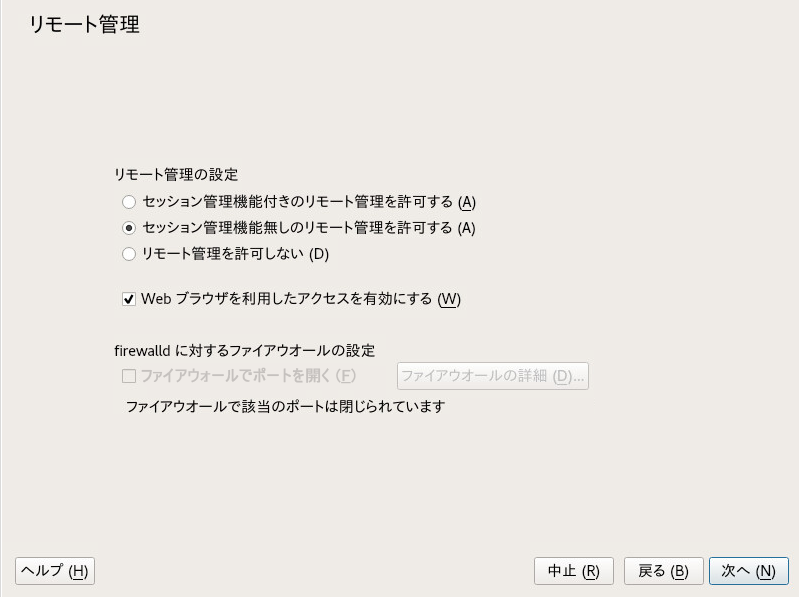 リモート管理
リモート管理の設定
セッション管理機能付きのリモート管理を許可する (A)
セッション管理機能無しのリモート管理を許可する (A)
リモート管理を許可しない (D)
Web ブラウザを利用したアクセスを有効にする (W)
firewalld に対するファイアウオールの設定
ファイアウォールでポートを開く (F)
ファイアウオールの詳細 (D)...
ファイアウオールで該当のポートは閉じられています
ヘルプ (H)
中止 (R)
戻る (B)
次へ (N)